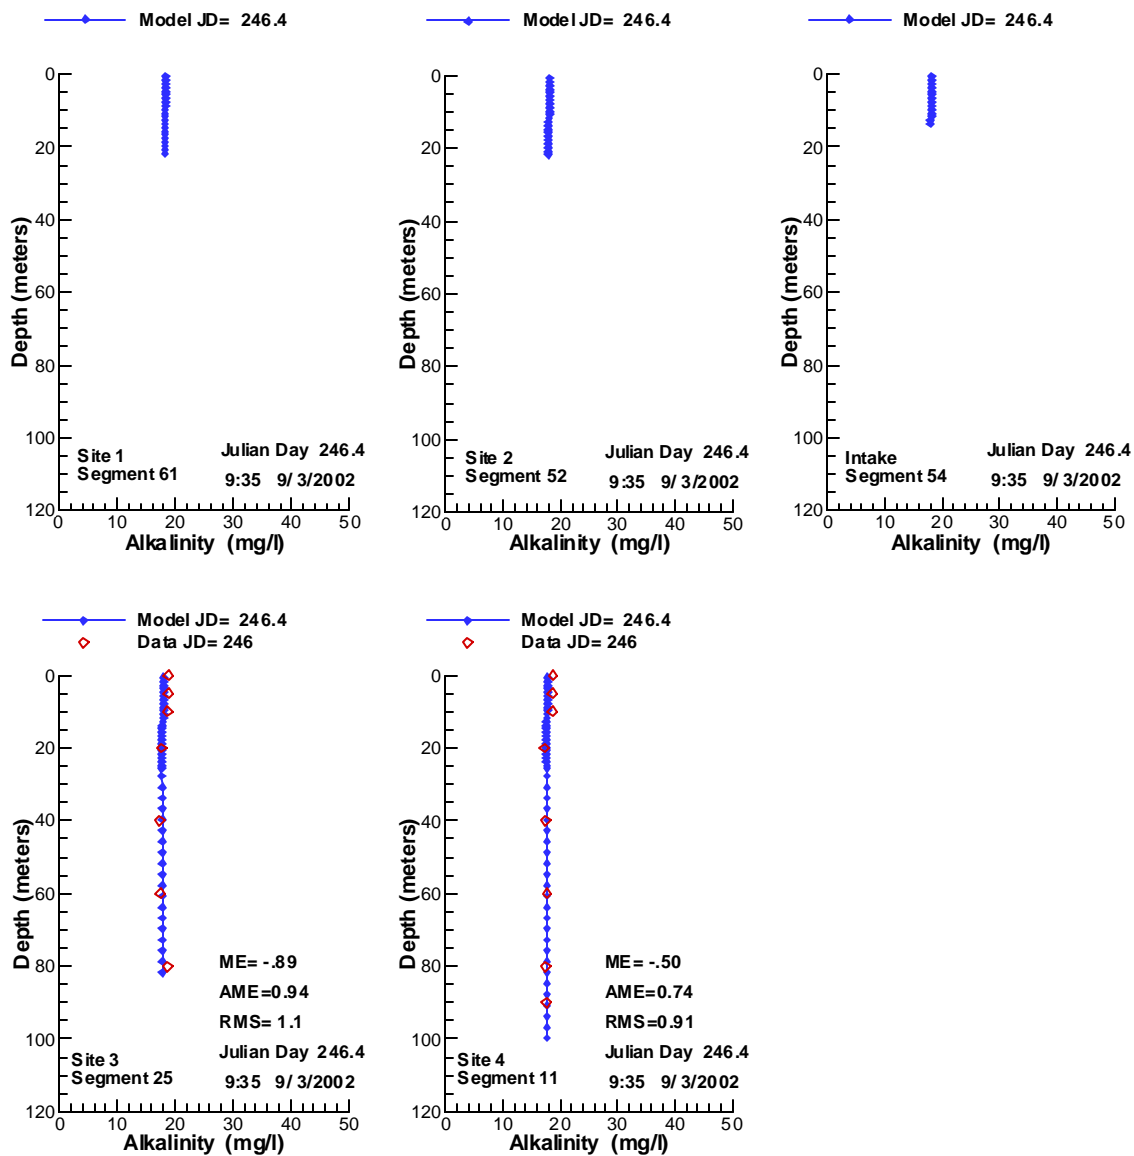 Model JD= 246.4
0
20
40
60
80
100
120
Depth (meters)
Site 1
Segment 61
Julian Day 246.4
9:35 9/ 3/2002
0 10 20 30 40 50
Alkalinity (mg/l)
Model JD= 246.4
0
20
40
60
80
100
120
Depth (meters)
Site 2
Segment 52
Julian Day 246.4
9:35 9/ 3/2002
0 10 20 30 40 50
Alkalinity (mg/l)
Model JD= 246.4
0
20
40
60
80
100
120
Depth (meters)
Intake
Segment 54
Julian Day 246.4
9:35 9/ 3/2002
0 10 20 30 40 50
Alkalinity (mg/l)
Model JD= 246.4
Data JD= 246
0
20
40
60
80
100
120
Depth (meters)
ME= -.89
AME=0.94
RMS= 1.1
Site 3
Segment 25
Julian Day 246.4
9:35 9/ 3/2002
0 10 20 30 40 50
Alkalinity (mg/l)
Model JD= 246.4
Data JD= 246
0
20
40
60
80
100
120
Depth (meters)
ME= -.50
AME=0.74
RMS=0.91
Site 4
Segment 11
Julian Day 246.4
9:35 9/ 3/2002
0 10 20 30 40 50
Alkalinity (mg/l)